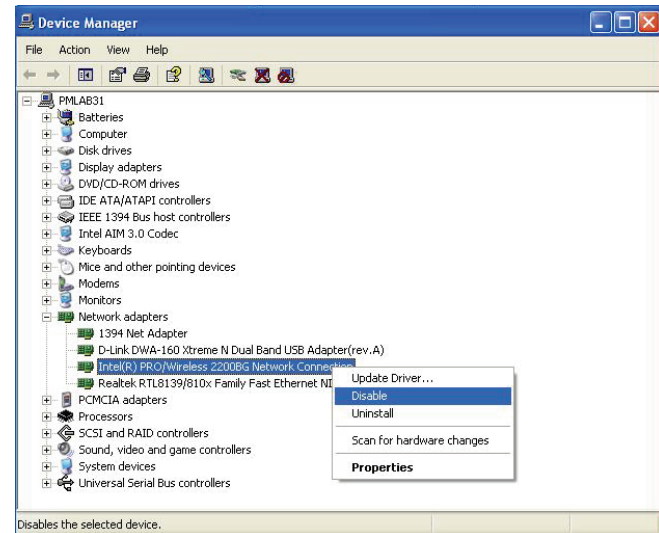 Device Manager
File Action View Help
PMLAB31
Batteries
Computer
Disk drives
Display adapters
DVD/CD-ROM drives
IDE ATA/ATAPI controllers
IEEE 1394 Bus host controllers
Intel AIM 3.0 Codec
Keyboards
Mice and other pointing devices
Modems
Monitors
Network adapters
1394 Net Adapter
D-Link DWA-160 Xtreme N Dual Band USB Adapter(rev.A)
Intel(R) PRO/Wireless 2200BG Network Connection
Realtek RTL8139/810x Family Fast Ethernet NI
PCMCIA adapters
Processors
SCSI and RAID controllers
Sound, video and game controllers
System devices
Universal Serial Bus controllers
Update Driver...
Disable
Uninstall
Scan for hardware changes
Properties
Disables the selected device.